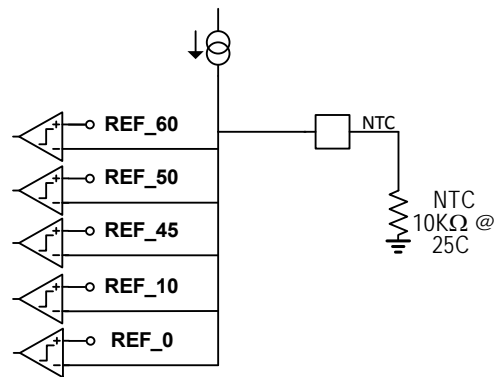 REF_60
NTC
REF_50
REF_45
NTC
10KΩ @
25C
REF_10
REF_0